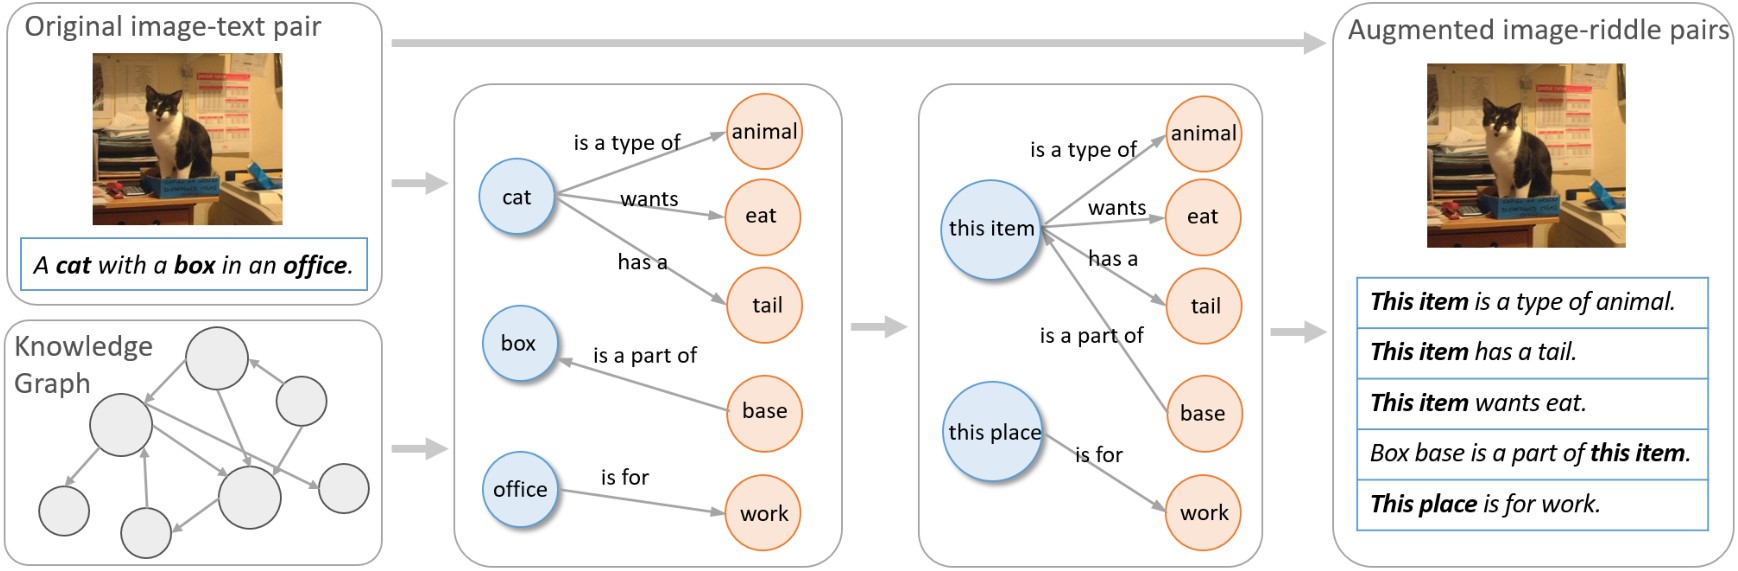 Original image-text pair
A cat with a box in an office.
Knowledge
Graph
cat
is a type of
animal
wants
eat
has a
tail
box
is a part of
base
office
is for
work
this item
is a type of
animal
wants
eat
has a
tail
is a part of
base
this place
is for
work
Augmented image-riddle pairs
This item is a type of animal.
This item has a tail.
This item wants eat.
Box base is a part of this item.
This place is for work.